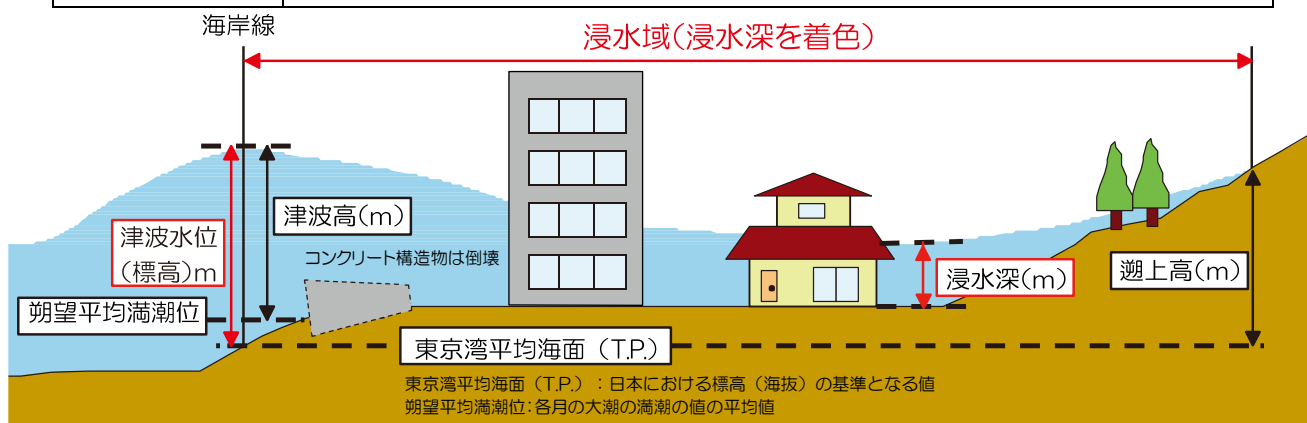 海岸線
浸水域(浸水深を着色)
津波高(m)
津波水位
(標高)m
コンクリート構造物は倒壊
浸水深(m)
遡上高(m)
朔望平均満潮位
東京湾平均海面（T.P.）
東京湾平均海面（T.P.）：日本における標高（海抜）の基準となる値
朔望平均満潮位：各月の大潮の満潮の値の平均値